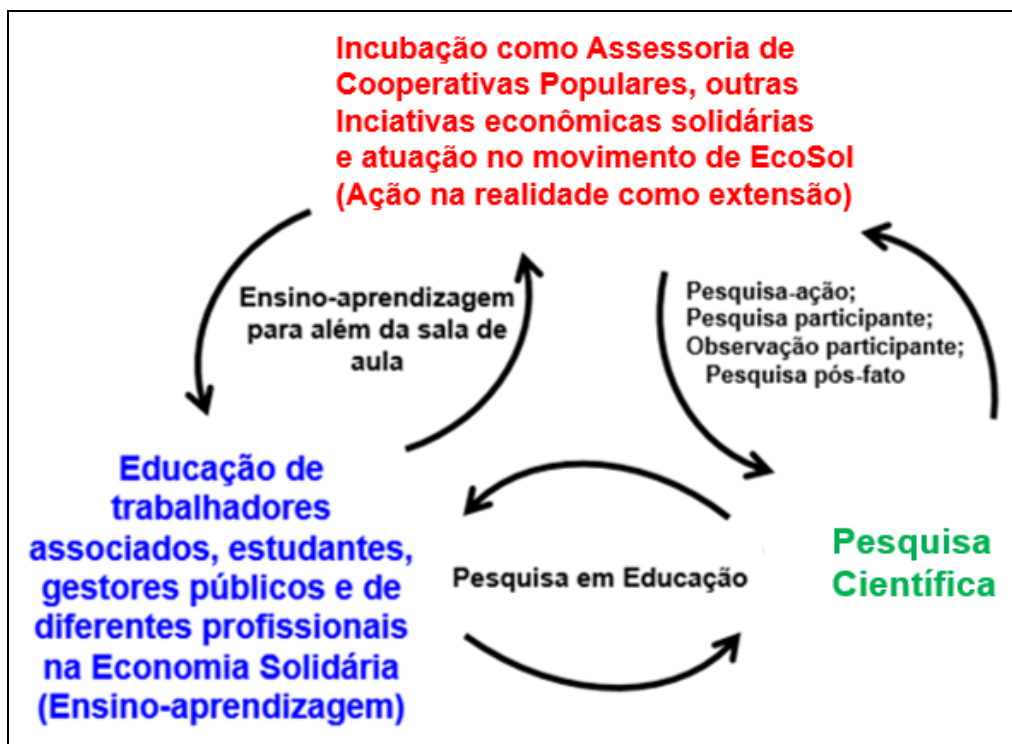 Incubação como Assessoria de
Cooperativas Populares, outras
Inciativas econômicas solidárias
e atuação no movimento de EcoSol
(Ação na realidade como extensão)
Ensino-aprendizagem
para além da sala de
aula
Pesquisa-ação;
Pesquisa participante;
Observação participante;
Pesquisa pós-fato
Educação de
trabalhadores
associados, estudantes,
gestores públicos e de
diferentes profissionais
na Economia Solidária
(Ensino-aprendizagem)
Pesquisa em Educação
Pesquisa
Científica